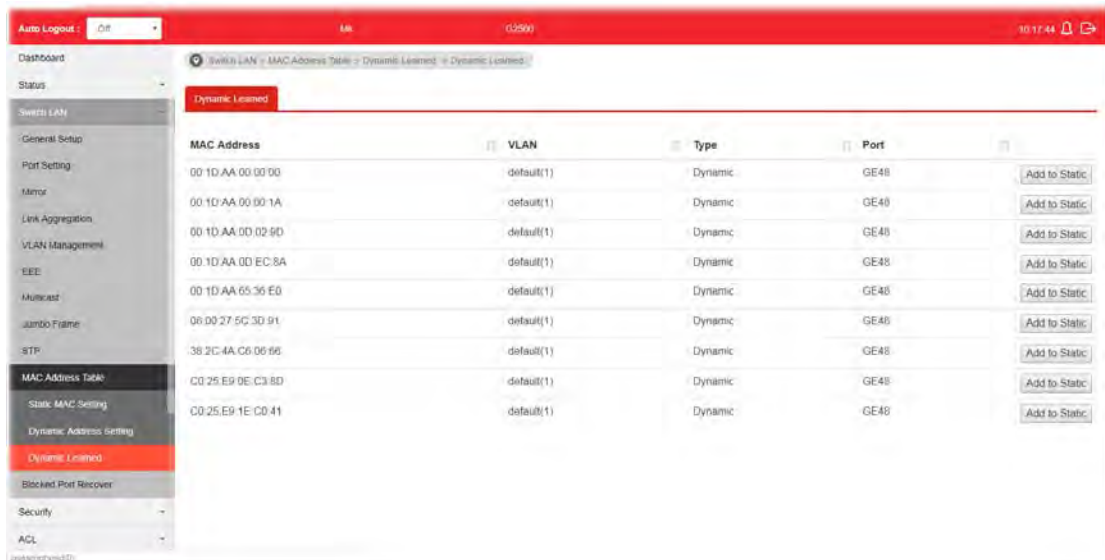 Auto Logout : Off G2500 10:17:44
Dashboard
Switch LAN > MAC Address Table > Dynamic Learned > Dynamic Learned
Status
Switch LAN
Dynamic Learned
General Setup
Port Setting
Mirror
Link Aggregation
VLAN Management
EEE
Multicast
Jumbo Frame
STP
MAC Address Table
Static MAC Setting
Dynamic Address Setting
Dynamic Learned
Blocked Port Recover
Security
ACL
MAC Address VLAN Type Port
00:1D:AA:00:00:00 default(1) Dynamic GE48 Add to Static
00:1D:AA:00:00:1A default(1) Dynamic GE48 Add to Static
00:1D:AA:0D:02:9D default(1) Dynamic GE48 Add to Static
00:1D:AA:0D:EC:8A default(1) Dynamic GE48 Add to Static
00:1D:AA:65:36:E0 default(1) Dynamic GE48 Add to Static
08:00:27:5C:3D:91 default(1) Dynamic GE48 Add to Static
38:2C:4A:C6:06:66 default(1) Dynamic GE48 Add to Static
C0:25:E9:0E:C3:8D default(1) Dynamic GE48 Add to Static
C0:25:E9:1E:C0:41 default(1) Dynamic GE48 Add to Static